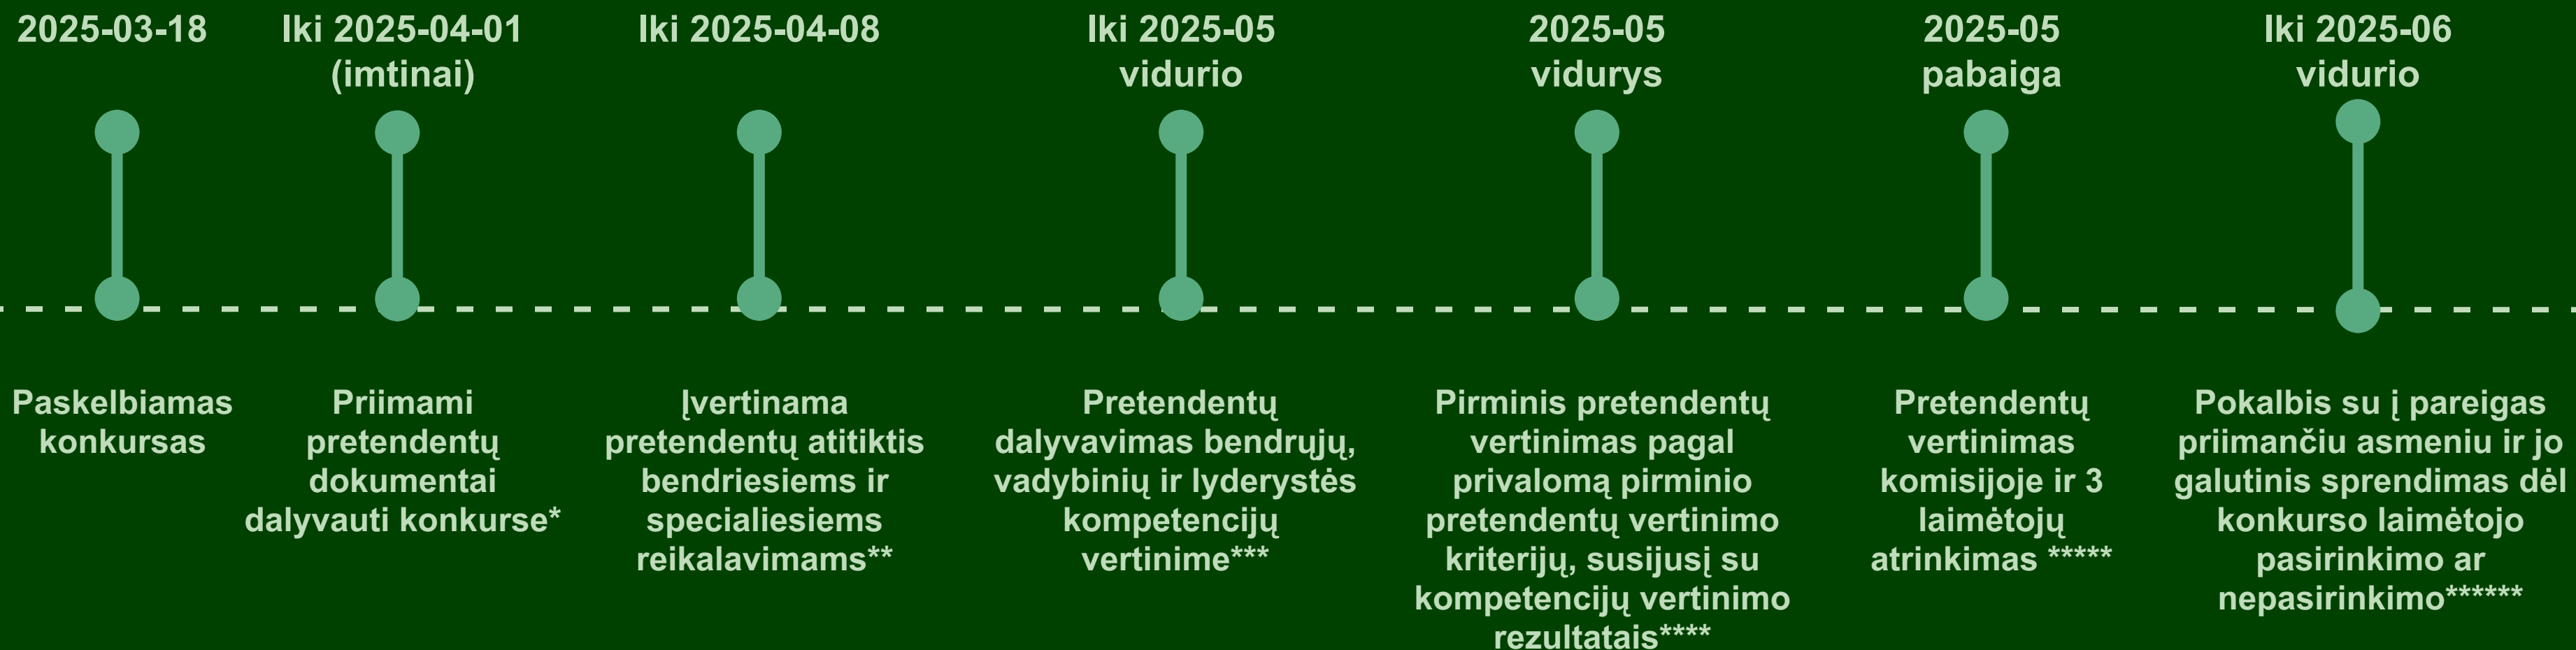 2025-03-18
Iki 2025-04-01
(imtinai)
Iki 2025-04-08
Iki 2025-05
vidurio
2025-05
vidurys
2025-05
pabaiga
Iki 2025-06
vidurio
Paskelbiamas
konkursas
Priimami
pretendentų
dokumentai
dalyvauti konkurse*
Įvertinama
pretendentų atitiktis
bendriesiems ir
specialiesiems
reikalavimams**
Pretendentų
dalyvavimas bendrųjų,
vadybinių ir lyderystės
kompetencijų
vertinime***
Pirminis pretendentų
vertinimas pagal
privalomą pirminio
pretendentų vertinimo
kriterijų, susijusį su
kompetencijų vertinimo
rezultatais****
Pretendentų
vertinimas
komisijoje ir 3
laimėtojų
atrinkimas *****
Pokalbis su į pareigas
priimančiu asmeniu ir jo
galutinis sprendimas dėl
konkurso laimėtojo
pasirinkimo ar
nepasirinkimo******